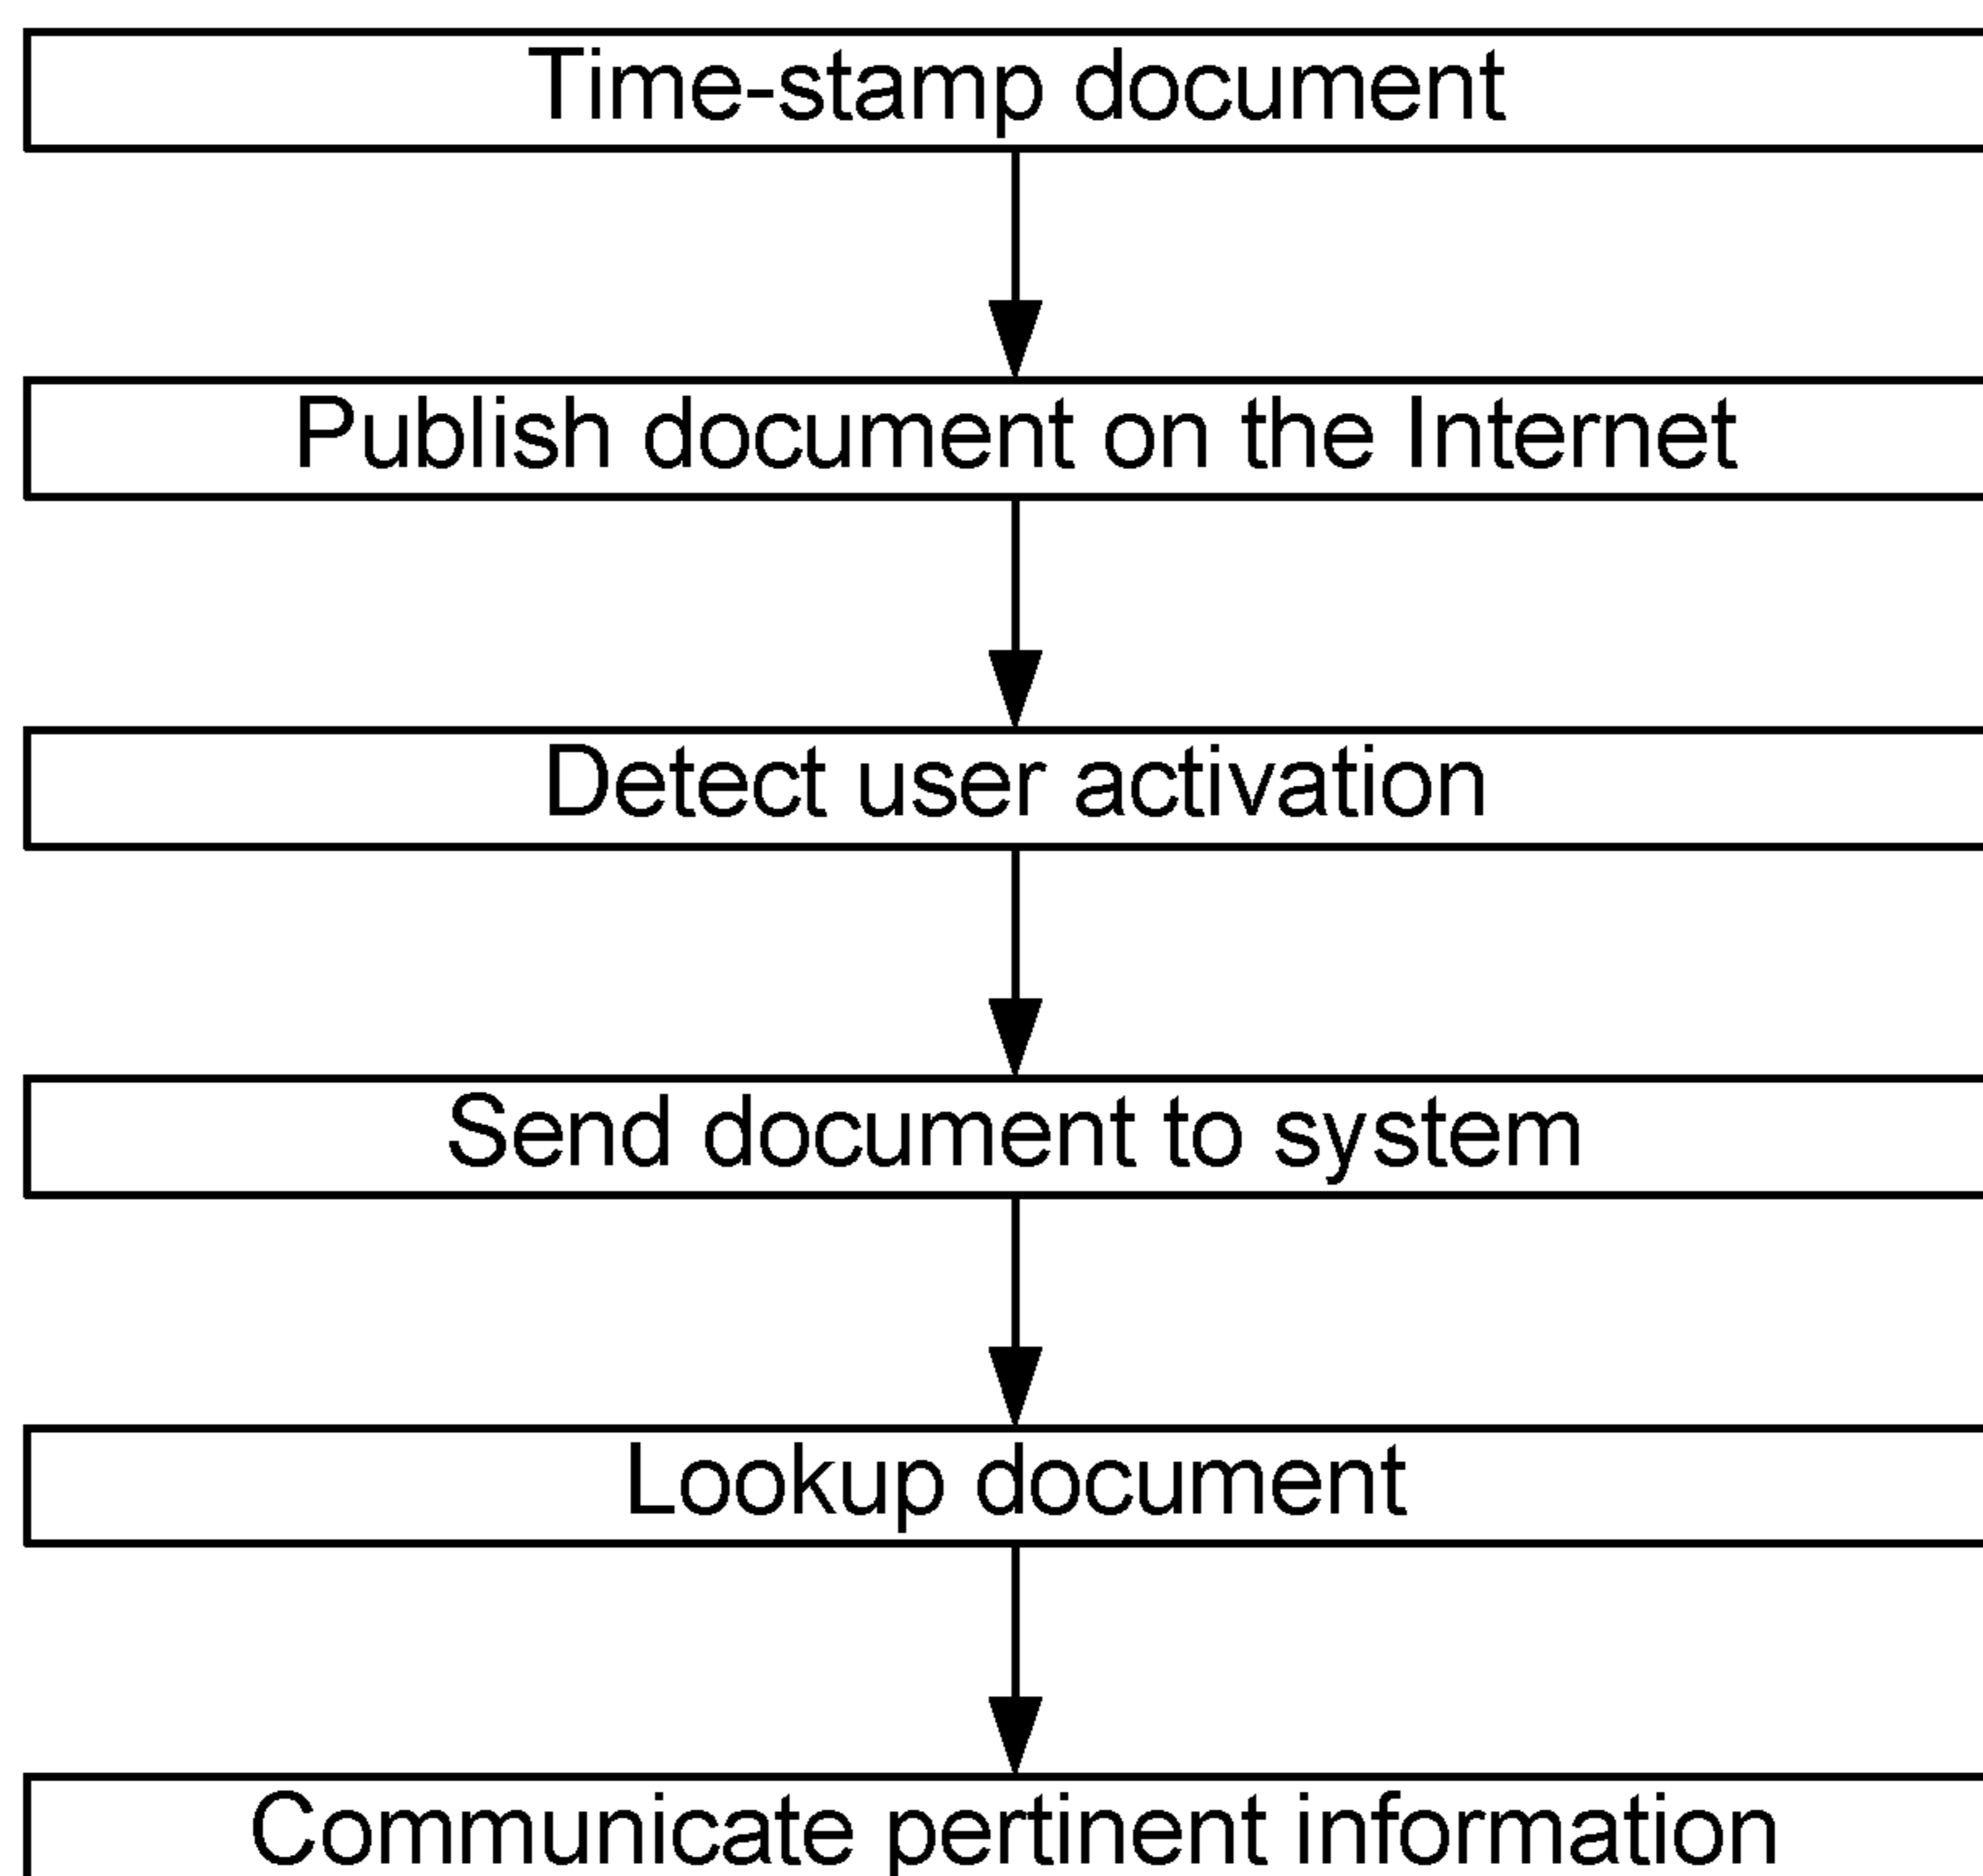 Time-stamp document
Publish document on the Internet
Detect user activation
Send document to system
Lookup document
Communicate pertinent information